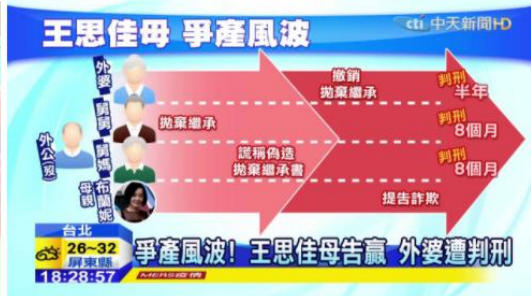 王思佳母 爭產風波
cti 中天新聞HD
外婆
舅舅
舅媽
外公(歿)
母親
布蘭妮
拋棄繼承
謊稱偽造
拋棄繼承書
撤銷
拋棄繼承
提告詐欺
判刑
半年
判刑
8個月
判刑
8個月
台北
26~32
屏東縣
18:28:57
爭產風波! 王思佳母告贏 外婆遭判刑
MERS疫情